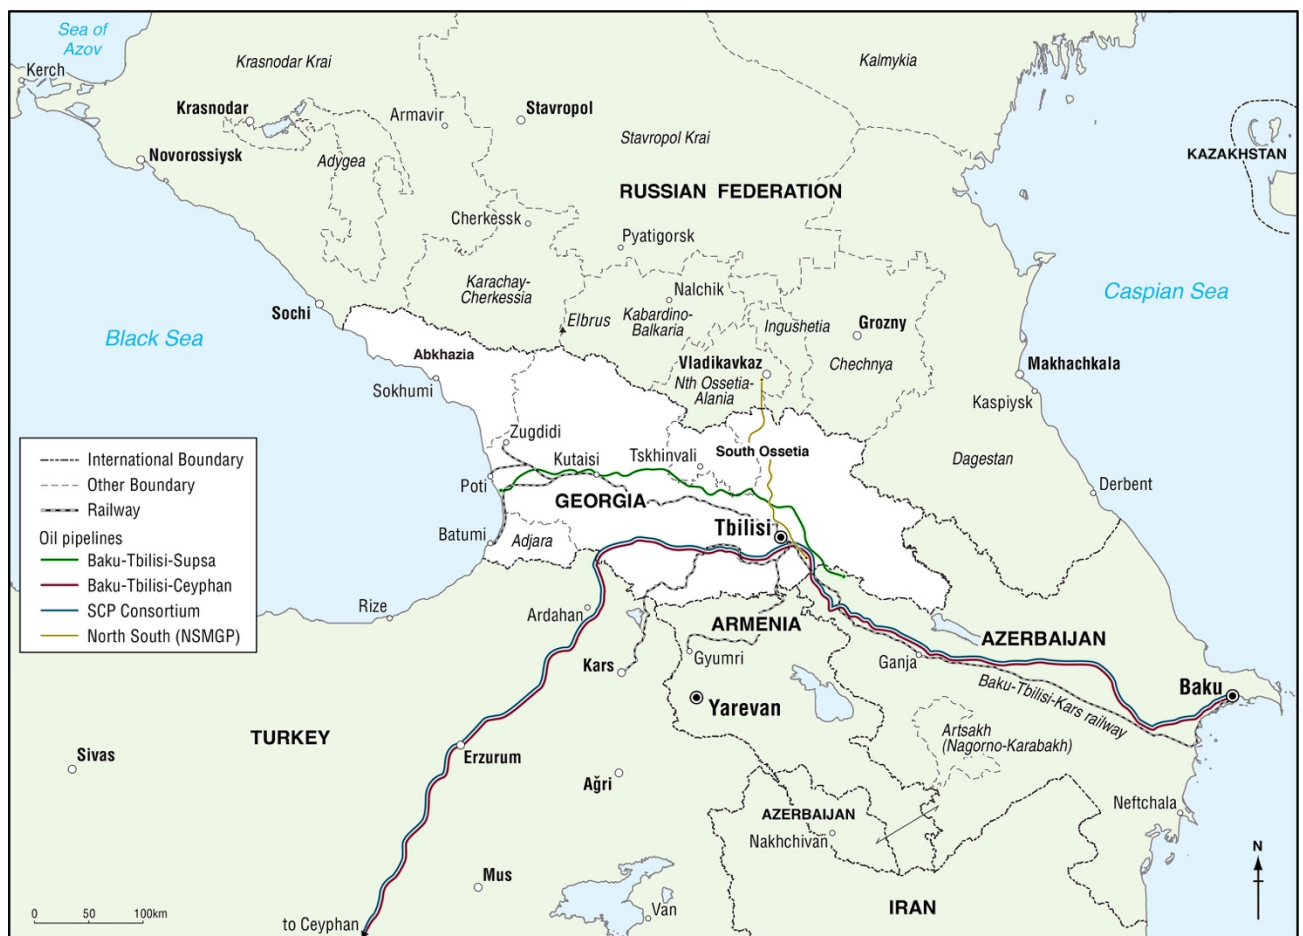 Sea of
Azov
Kerch
Krasnodar Krai
Kalmykia
Krasnodar
Armavir
Stavropol
Stavropol Krai
Novorossiysk
Adygea
KAZAKHSTAN
RUSSIAN FEDERATION
Cherkessk
Pyatigorsk
Karachay-
Cherkessia
Nalchik
Caspian Sea
Sochi
Elbrus
Kabardino-
Balkaria
Ingushetia
Grozny
Black Sea
Abkhazia
Vladikavkaz
Chechnya
Makhachkala
Sokhumi
Nth Ossetia-
Alania
Kaspiysk
Zugdidi
Kutaisi
Tskhinvali
South Ossetia
Dagestan
Poti
GEORGIA
Derbent
Batumi
Adjara
Tbilisi
International Boundary
Other Boundary
Railway
Oil pipelines
Baku-Tbilisi-Supsa
Baku-Tbilisi-Ceyphan
SCP Consortium
North South (NSMGP)
Rize
Ardahan
ARMENIA
AZERBAIJAN
Kars
Gyumri
Ganja
Baku-Tbilisi-Kars railway
Baku
Yarevan
TURKEY
Artsakh
(Nagorno-Karabakh)
Sivas
Erzurum
Ağri
AZERBAIJAN
Nakhchivan
Neftchala
Mus
N
IRAN
Van
0 50 100km
to Ceyphan